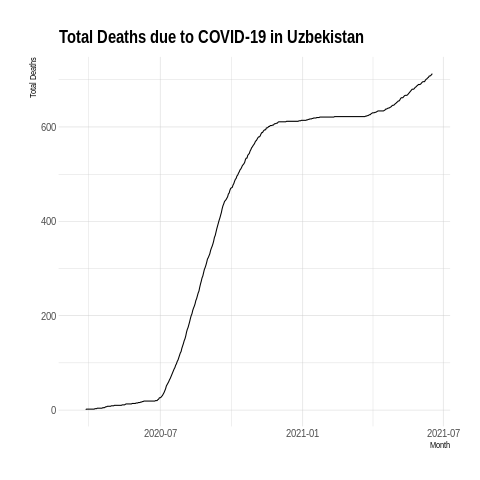 Total Deaths due to COVID-19 in Uzbekistan
Total Deaths
600
400
200
0
2020-07
2021-01
2021-07
Month